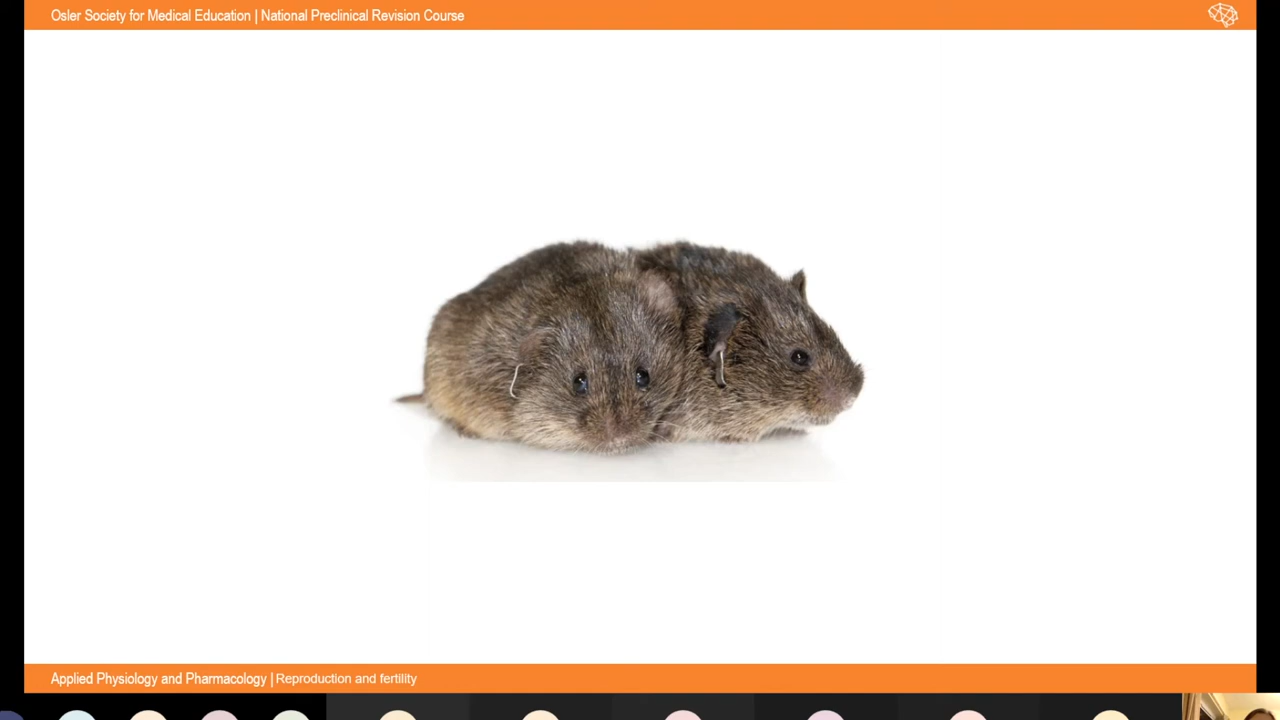 Osler Society for Medical Education | National Preclinical Revision Course
Applied Physiology and Pharmacology | Reproduction and fertility